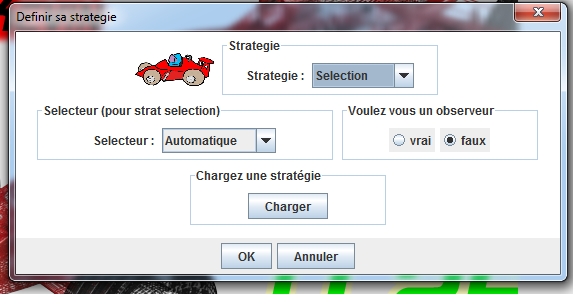 Definir sa strategie
Strategie
Strategie : Selection
Selecteur (pour strat selection)
Selecteur : Automatique
Voulez vous un observeur
vrai faux
Chargez une stratégie
Charger
OK Annuler